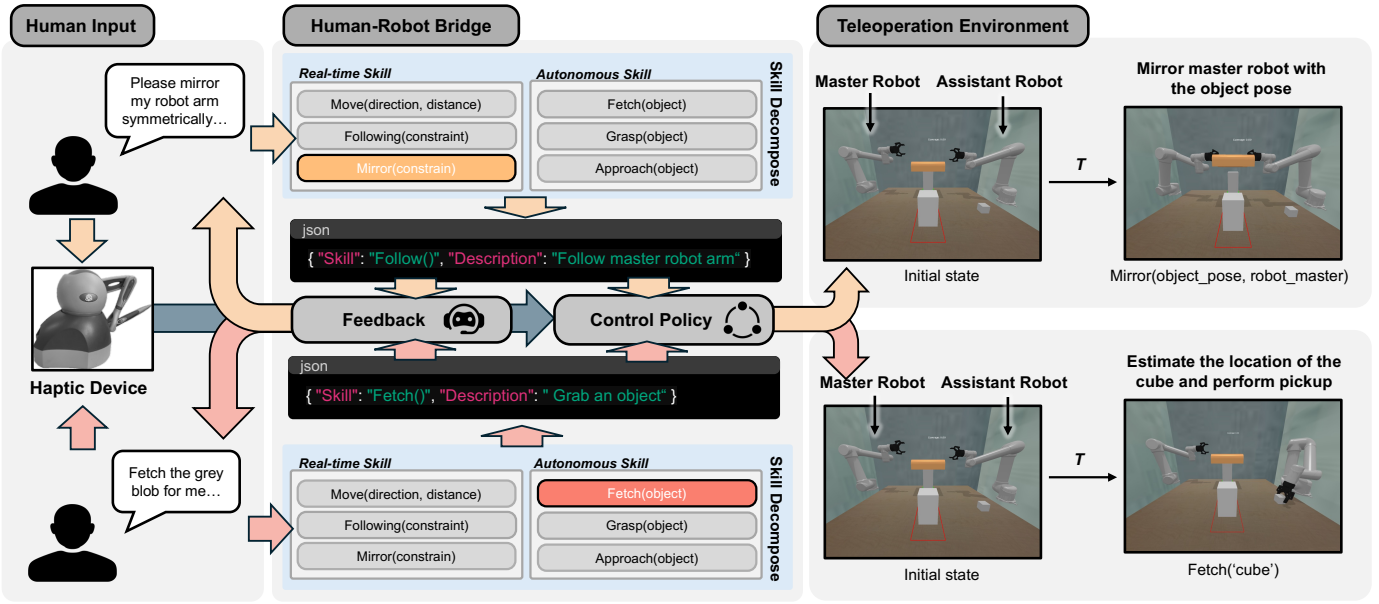 Human Input
Human-Robot Bridge
Teleoperation Environment
Please mirror
my robot arm
symmetrically…
Haptic Device
Fetch the grey
blob for me…
Real-time Skill
Autonomous Skill
Move(direction, distance)
Following(constraint)
Mirror(constrain)
Fetch(object)
Grasp(object)
Approach(object)
Skill Decompose
json
{ "Skill": "Follow()", "Description": "Follow master robot arm“ }
Feedback
Control Policy
json
{ "Skill": "Fetch()", "Description": " Grab an object“ }
Real-time Skill
Autonomous Skill
Move(direction, distance)
Following(constraint)
Mirror(constrain)
Fetch(object)
Grasp(object)
Approach(object)
Skill Decompose
Master Robot
Assistant Robot
Initial state
T
Mirror master robot with
the object pose
Mirror(object_pose, robot_master)
Master Robot
Assistant Robot
Initial state
T
Estimate the location of the
cube and perform pickup
Fetch(‘cube’)